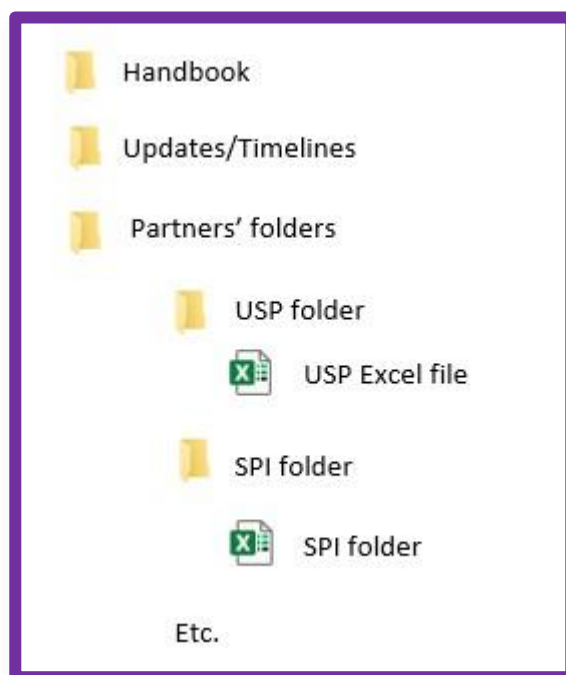 Handbook
Updates/Timelines
Partners’ folders
USP folder
USP Excel file
SPI folder
SPI folder
Etc.